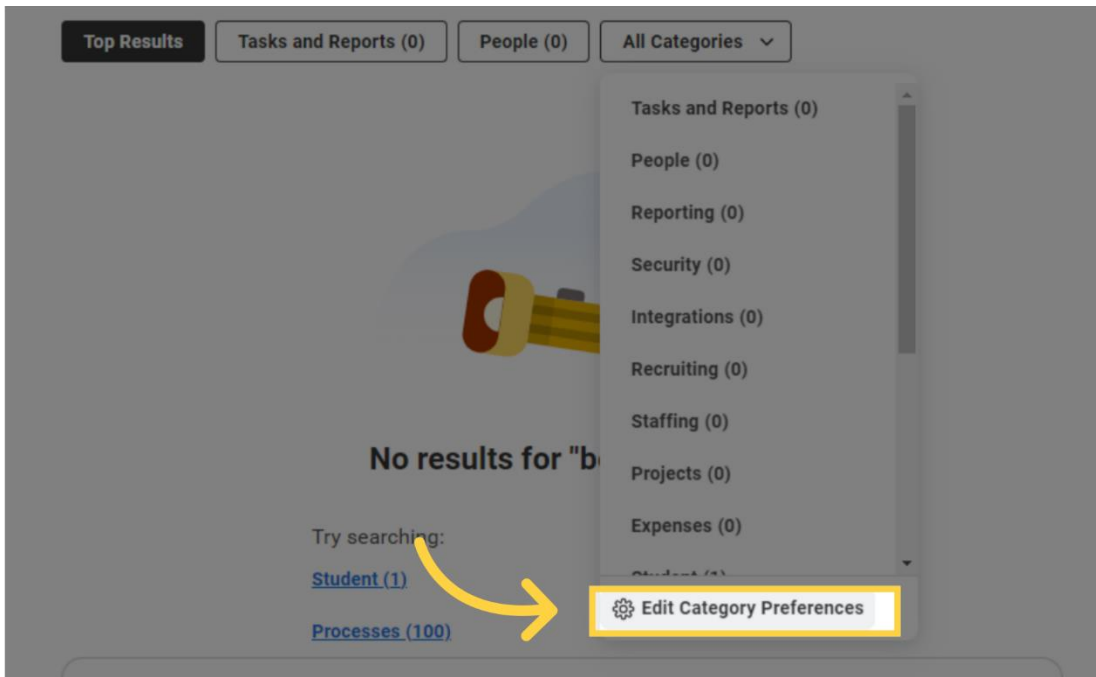 Top Results Tasks and Reports (0) People (0) All Categories
Tasks and Reports (0)
People (0)
Reporting (0)
Security (0)
Integrations (0)
Recruiting (0)
Staffing (0)
Projects (0)
Expenses (0)
Student (1)
Edit Category Preferences
No results for "b
Try searching:
Student (1)
Processes (100)